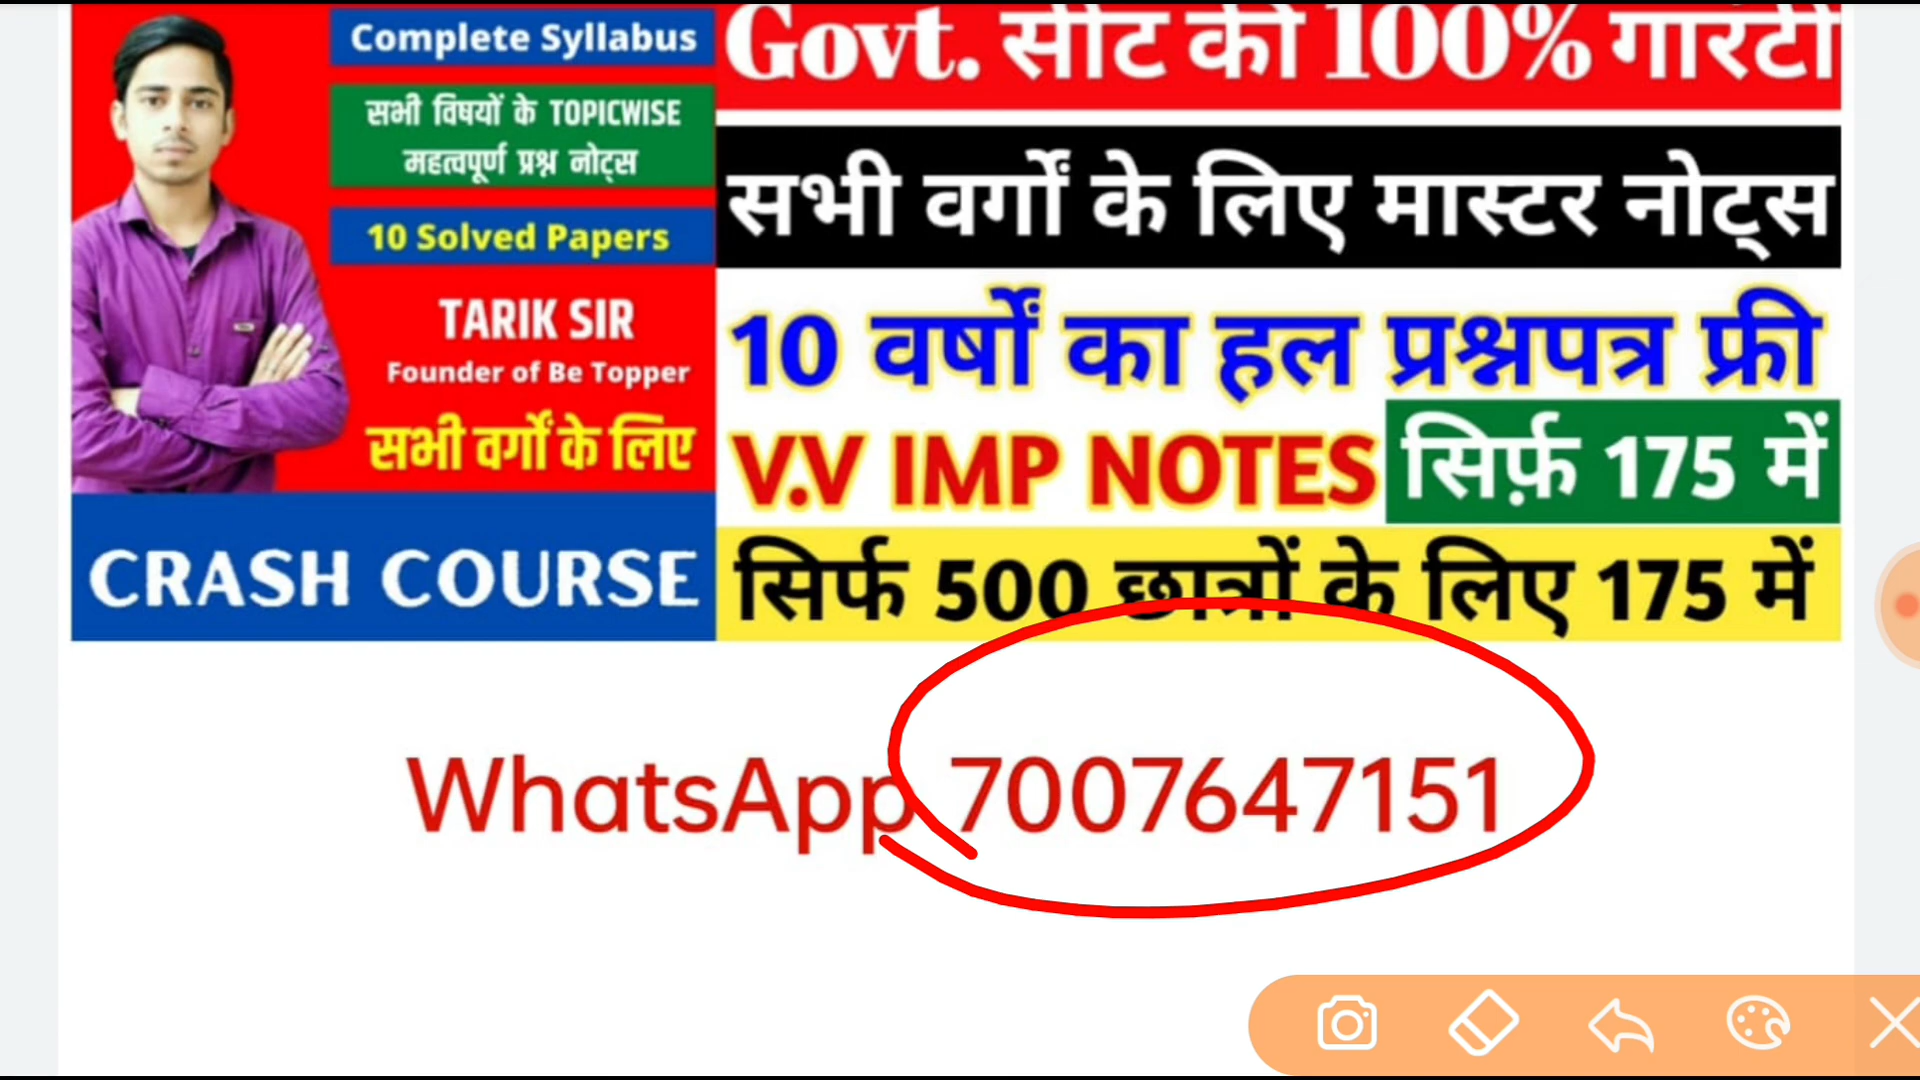 Complete Syllabus
सभी विषयों के TOPICWISE
महत्वपूर्ण प्रश्न नोट्स
10 Solved Papers
TARIK SIR
Founder of Be Topper
सभी वर्गों के लिए
CRASH COURSE
Govt. सीट की 100% गारंटी
सभी वर्गों के लिए मास्टर नोट्स
10 वर्षों का हल प्रश्नपत्र फ्री
V.V IMP NOTES सिर्फ़ 175 में
सिर्फ 500 छात्रों के लिए 175 में
WhatsApp 7007647151